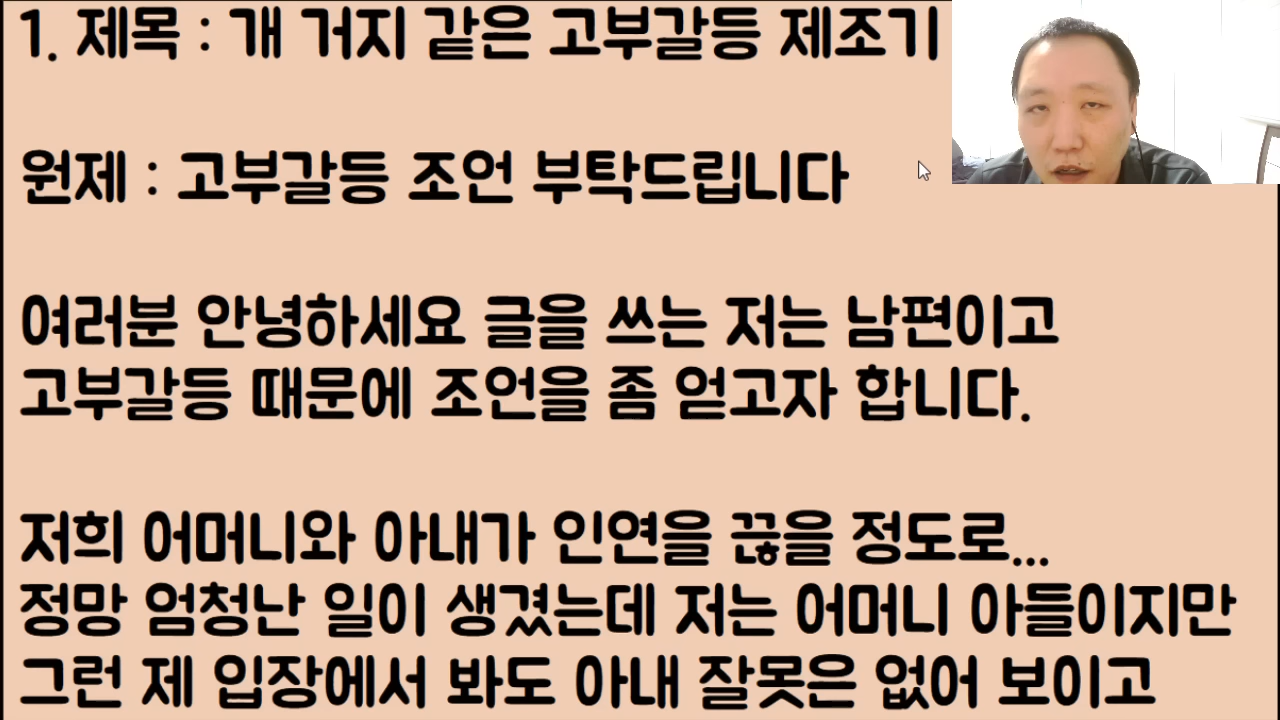 1. 제목 : 개 거지 같은 고부갈등 제조기
원제 : 고부갈등 조언 부탁드립니다
여러분 안녕하세요 글을 쓰는 저는 남편이고
고부갈등 때문에 조언을 좀 얻고자 합니다.
저희 어머니와 아내가 인연을 끊을 정도로...
정망 엄청난 일이 생겼는데 저는 어머니 아들이지만
그런 제 입장에서 봐도 아내 잘못은 없어 보이고